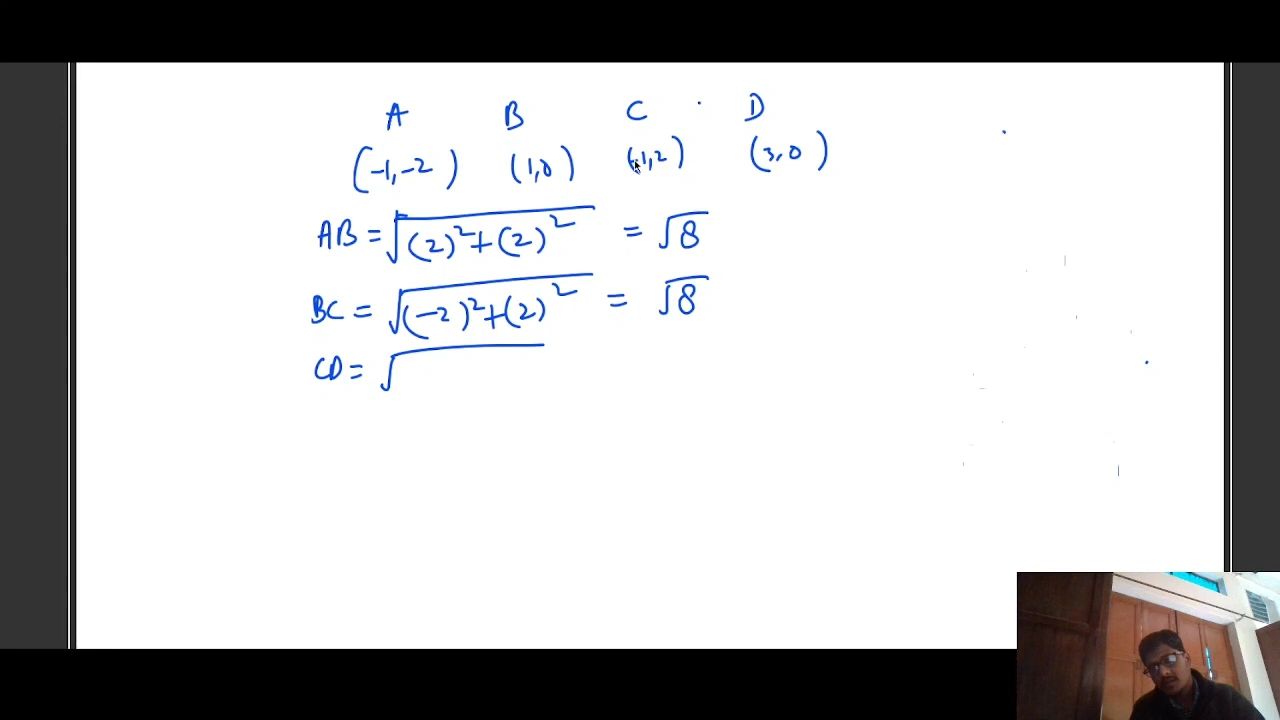 A B C D
(-1,-2) (1,0) (-1,2) (3,0)
AB = √(2)²+(2)² = √8
BC = √(-2)²+(2)² = √8
CD = √